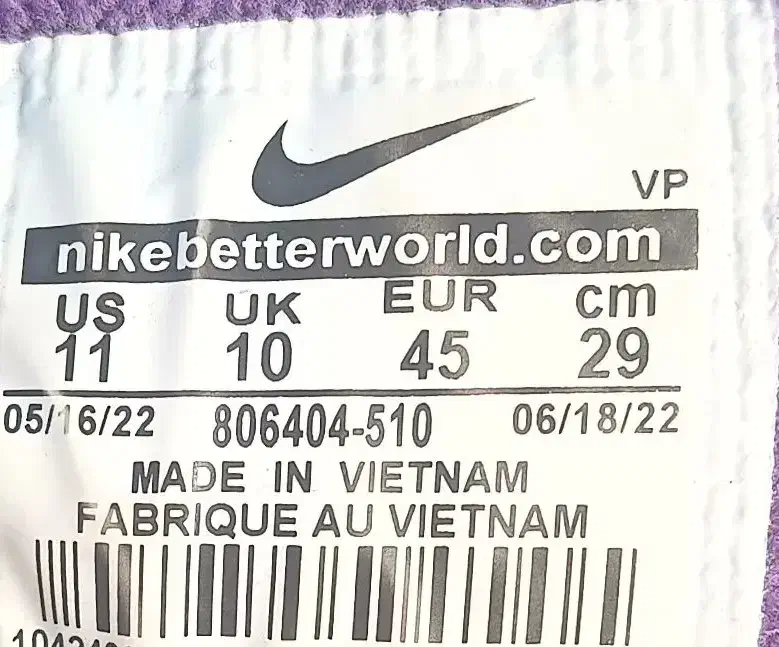 VP
nikebetterworld.com
US UK EUR cm
11 10 45 29
05/16/22 806404-510 06/18/22
MADE IN VIETNAM
FABRIQUE AU VIETNAM